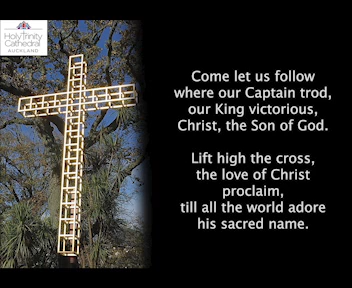 Holy Trinity
Cathedral
AUCKLAND
Come let us follow
where our Captain trod,
our King victorious,
Christ, the Son of God.
Lift high the cross,
the love of Christ
proclaim,
till all the world adore
his sacred name.